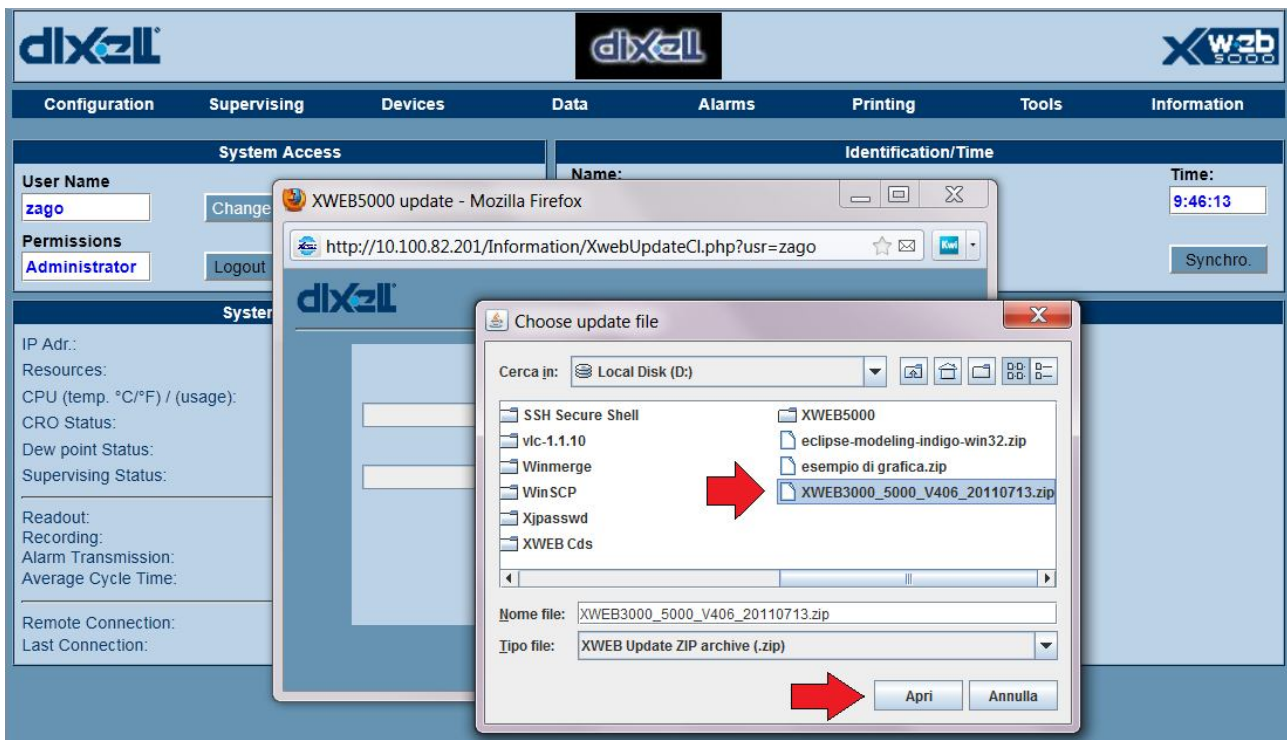 dixell
dixell
X web 5000
Configuration Supervising Devices Data Alarms Printing Tools Information
System Access
Identification/Time
User Name
zago
Change
Name:
Time:
9:46:13
Permissions
Administrator
Logout
Synchro.
XWEB5000 update - Mozilla Firefox
http://10.100.82.201/Information/XwebUpdateCl.php?usr=zago
Kwi
dixell
System
IP Adr.:
Resources:
CPU (temp. °C/°F) / (usage):
CRO Status:
Dew point Status:
Supervising Status:
Readout:
Recording:
Alarm Transmission:
Average Cycle Time:
Remote Connection:
Last Connection:
Choose update file
Cerca in: Local Disk (D:)
SSH Secure Shell
vlc-1.1.10
Winmerge
WinSCP
Xjpasswd
XWEB Cds
XWEB5000
eclipse-modeling-indigo-win32.zip
esempio di grafica.zip
XWEB3000_5000_V406_20110713.zip
Nome file: XWEB3000_5000_V406_20110713.zip
Tipo file: XWEB Update ZIP archive (.zip)
Apri Annulla